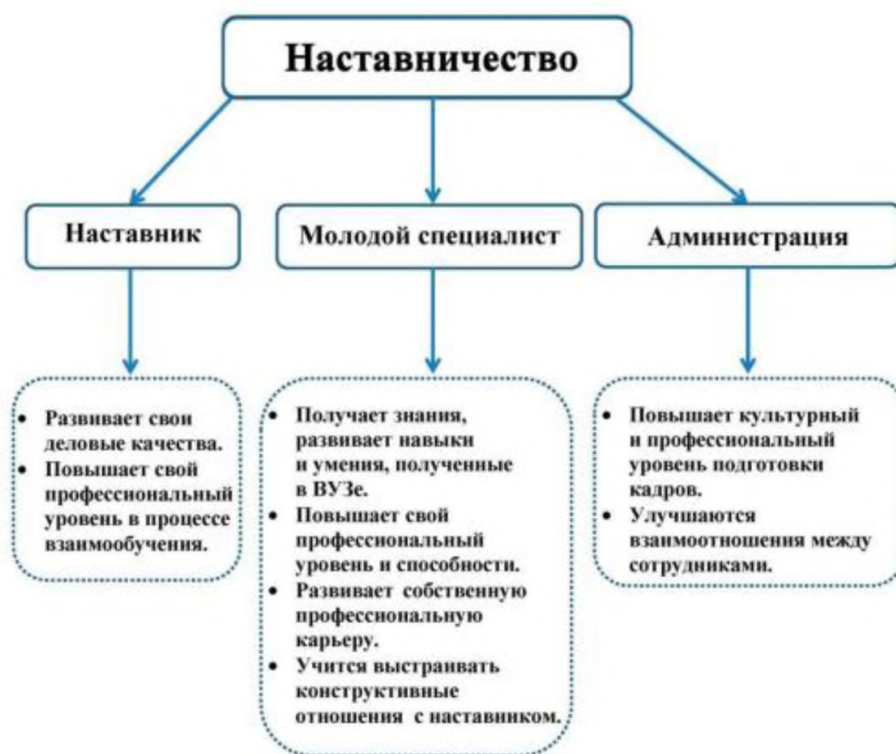 Наставничество
Наставник
Молодой специалист
Администрация
• Развивает свои
деловые качества.
• Повышает свой
профессиональный
уровень в процессе
взаимообучения.
• Получает знания,
развивает навыки
и умения, полученные
в ВУЗе.
• Повышает свой
профессиональный
уровень и способности.
• Развивает собственную
профессиональную
карьеру.
• Учится выстраивать
конструктивные
отношения с наставником.
• Повышает культурный
и профессиональный
уровень подготовки
кадров.
• Улучшаются
взаимоотношения между
сотрудниками.